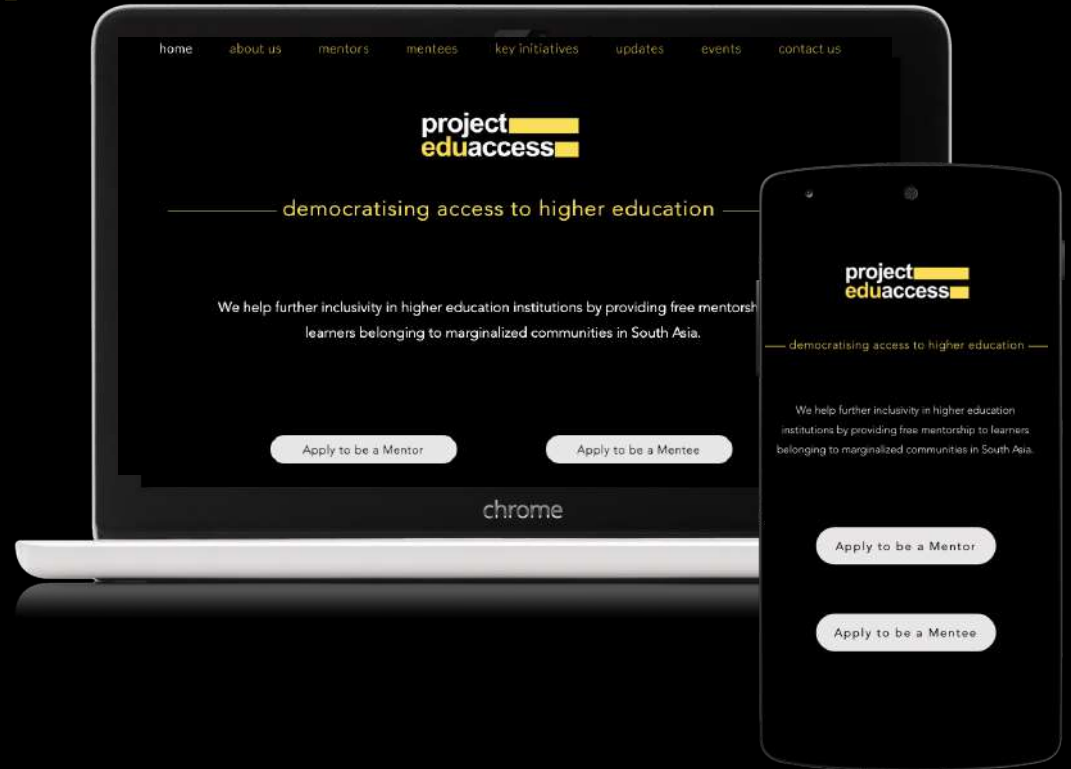 home about us mentors mentees key initiatives updates events contact us
project
eduaccess
democratising access to higher education
We help further inclusivity in higher education institutions by providing free
learners belonging to marginalized communities in South Asia.
Apply to be a Mentor Apply to be a Mentee
chrome
project
eduaccess
democratising access to higher education
We help further inclusivity in higher education
institutions by providing free mentorship to learners
belonging to marginalized communities in South Asia.
Apply to be a Mentor
Apply to be a Mentee